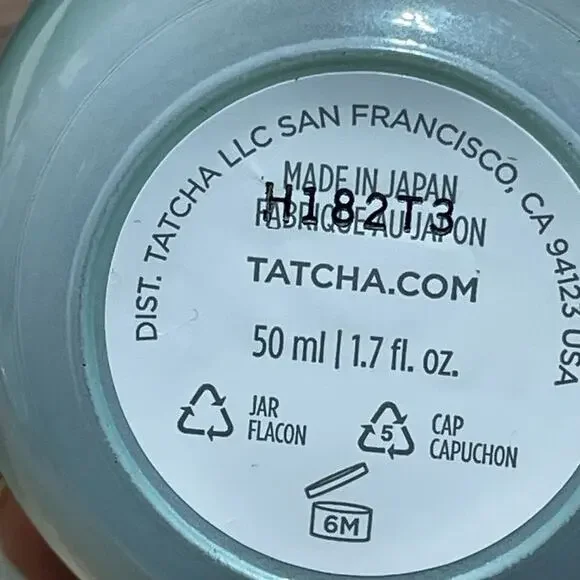 DIST. TATCHA LLC SAN FRANCISCO, CA 94123 USA
MADE IN JAPAN
H182T3
FABRIQUE AU JAPON
TATCHA.COM
50 ml | 1.7 fl. oz.
JAR
FLACON
5
CAP
CAPUCHON
6M